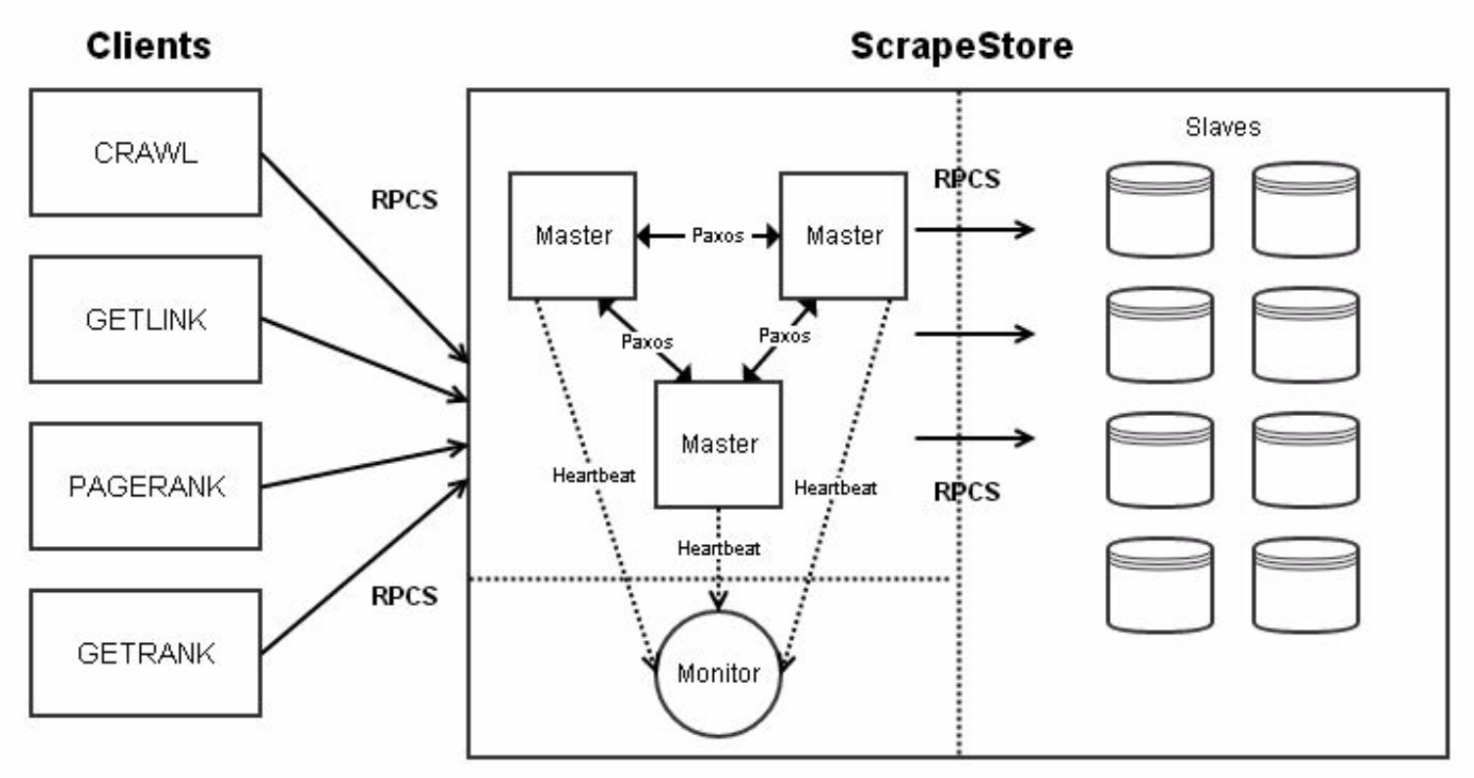 Clients
ScrapeStore
CRAWL
GETLINK
PAGERANK
GETRANK
RPCS
RPCS
Master
Paxos
Master
Paxos
Paxos
Master
Heartbeat
Heartbeat
Heartbeat
Monitor
RPCS
RPCS
Slaves